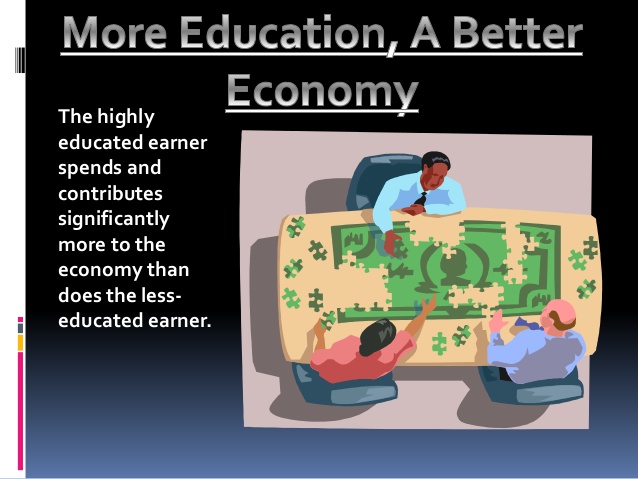 More Education, A Better
Economy
The highly
educated earner
spends and
contributes
significantly
more to the
economy than
does the less-
educated earner.